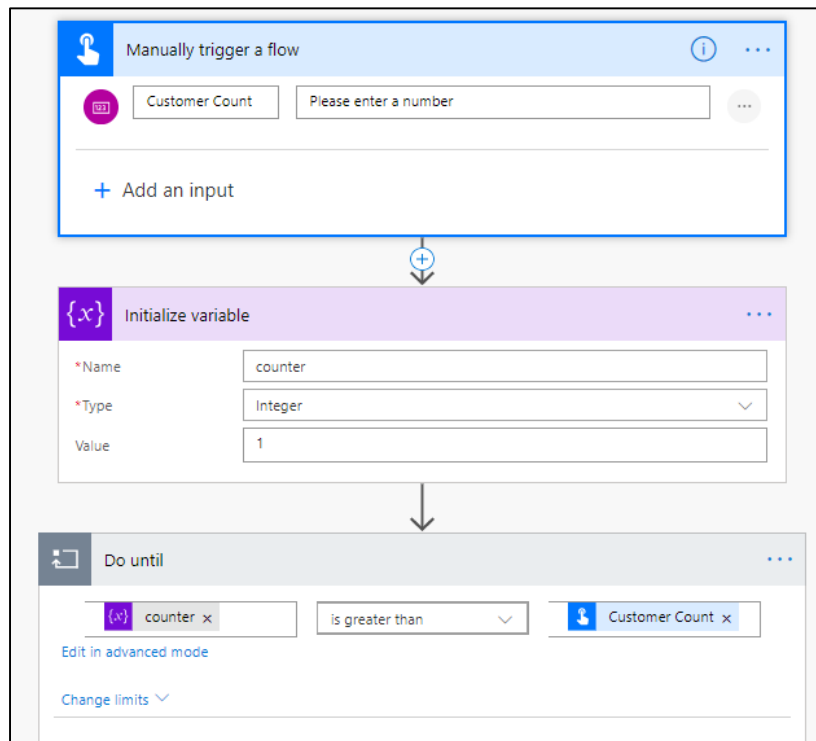 Manually trigger a flow
123 Customer Count Please enter a number
+ Add an input
{x} Initialize variable
*Name counter
*Type Integer
Value 1
Do until
{x} counter × is greater than Customer Count ×
Edit in advanced mode
Change limits